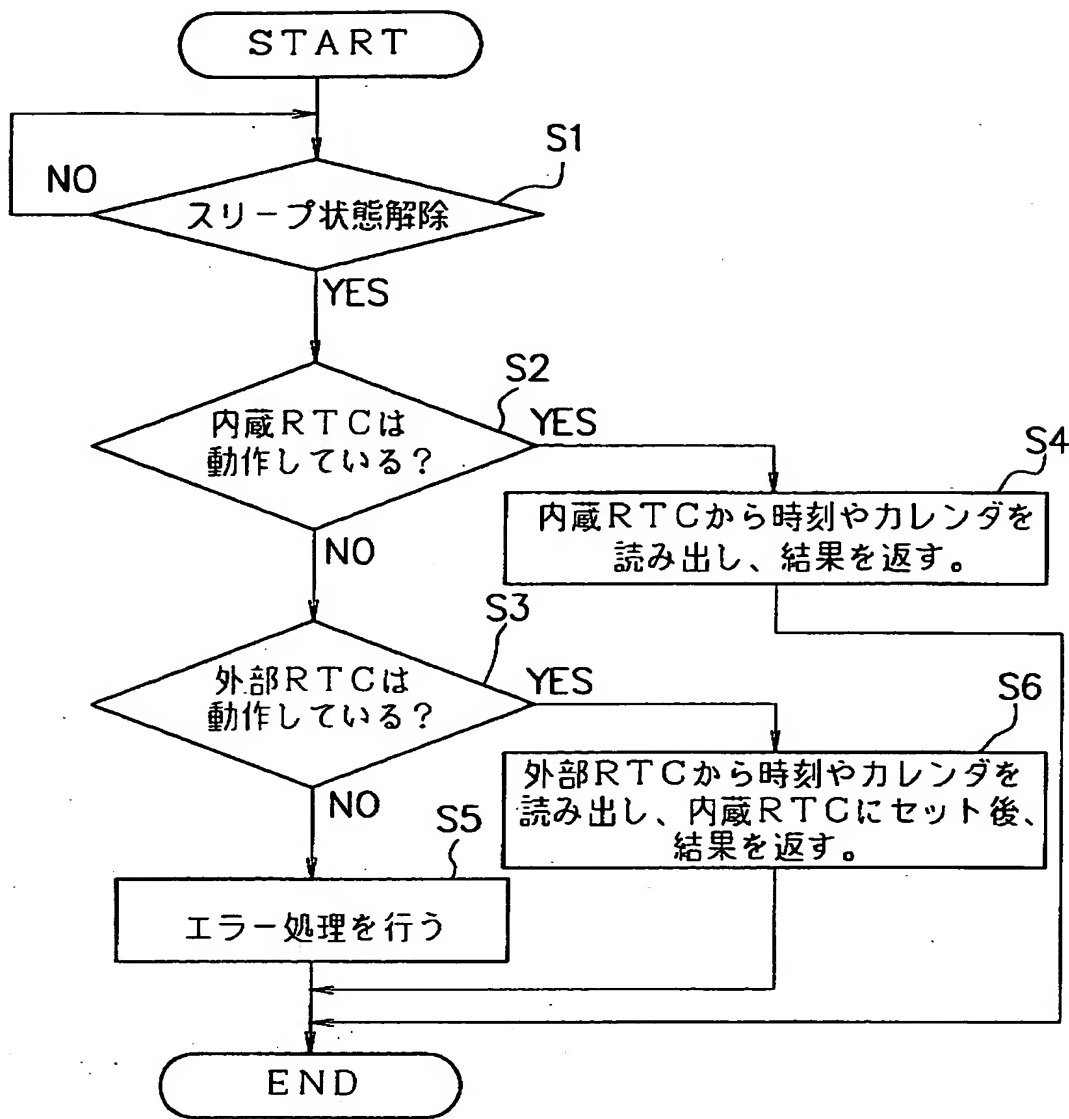 START
S1
NO
スリープ状態解除
YES
S2
内蔵RTCは
動作している?
YES
S4
内蔵RTCから時刻やカレンダを
読み出し、結果を返す。
NO
S3
外部RTCは
動作している?
YES
S6
外部RTCから時刻やカレンダを
読み出し、内蔵RTCにセット後、
結果を返す。
NO
S5
エラー処理を行う
END